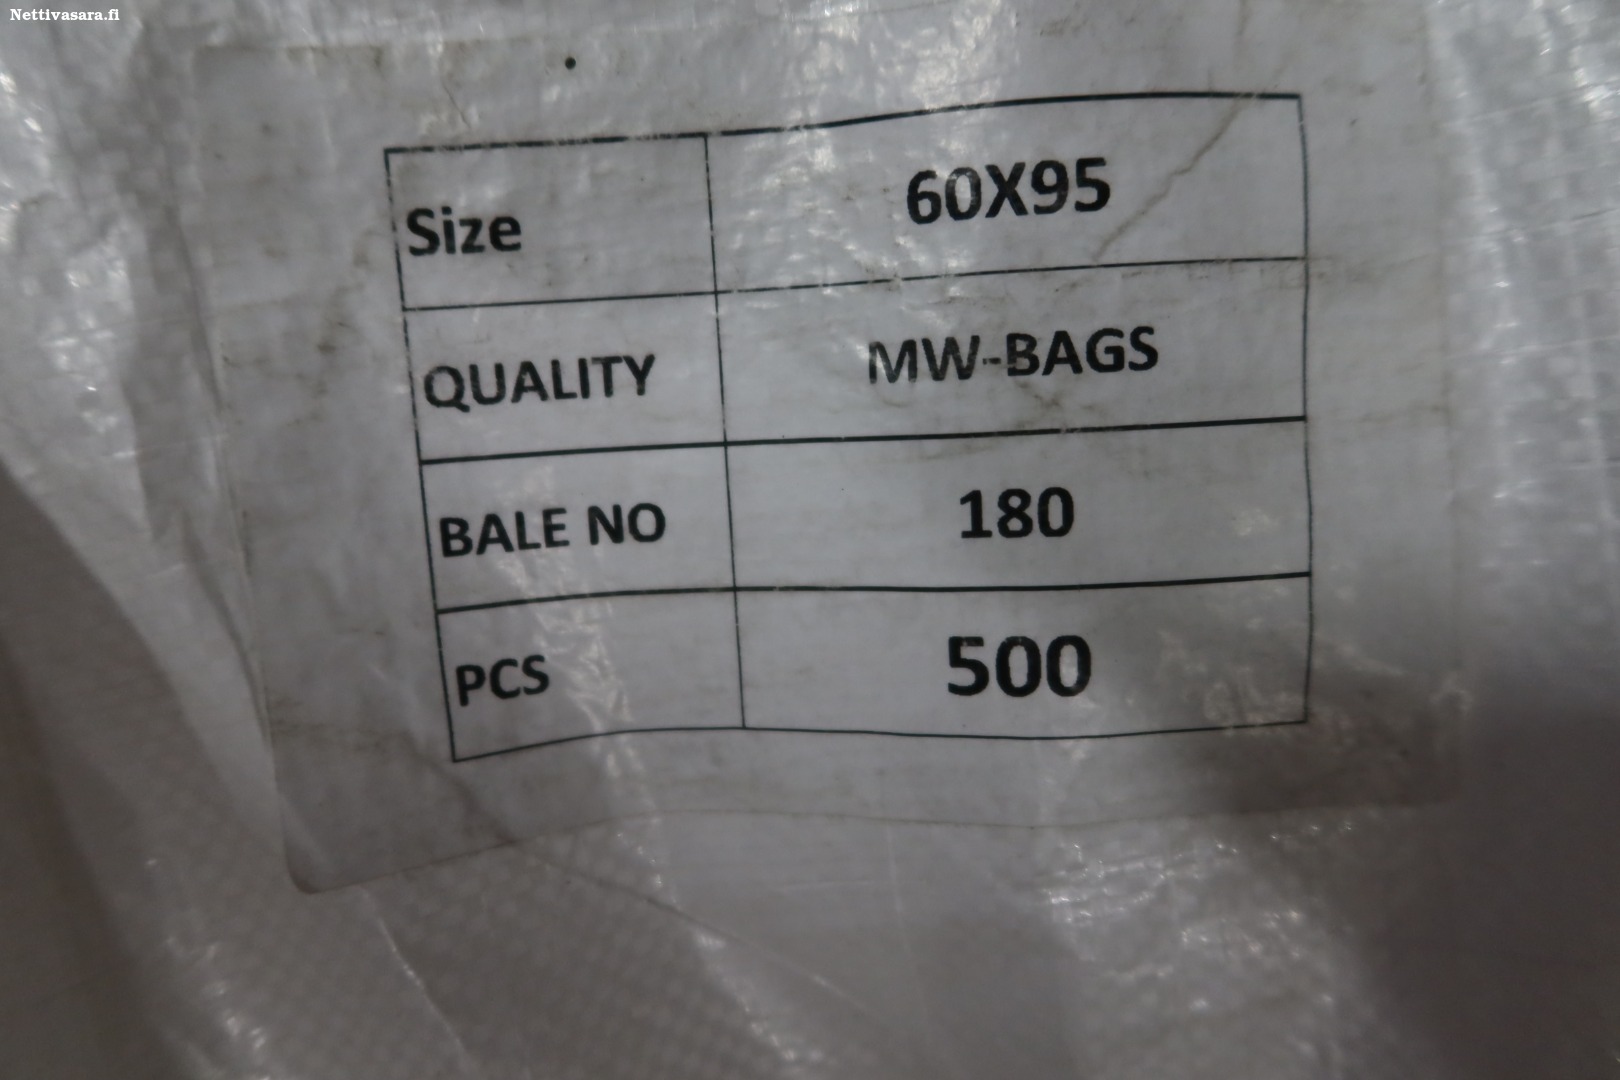 Nettivasara.fi
Size 60X95
QUALITY MW-BAGS
BALE NO 180
PCS 500